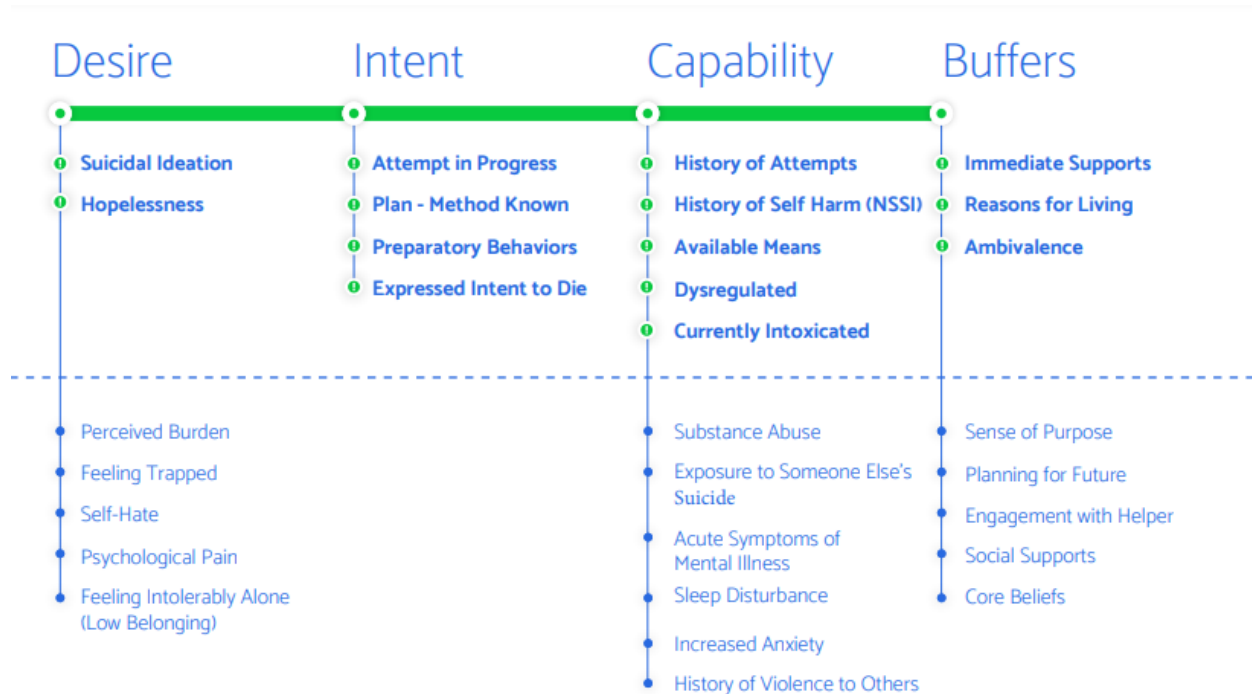 Desire
Suicidal Ideation
Hopelessness
Perceived Burden
Feeling Trapped
Self-Hate
Psychological Pain
Feeling Intolerably Alone
(Low Belonging)
Intent
Attempt in Progress
Plan - Method Known
Preparatory Behaviors
Expressed Intent to Die
Capability
History of Attempts
History of Self Harm (NSSI)
Available Means
Dysregulated
Currently Intoxicated
Substance Abuse
Exposure to Someone Else's
Suicide
Acute Symptoms of
Mental Illness
Sleep Disturbance
Increased Anxiety
History of Violence to Others
Buffers
Immediate Supports
Reasons for Living
Ambivalence
Sense of Purpose
Planning for Future
Engagement with Helper
Social Supports
Core Beliefs